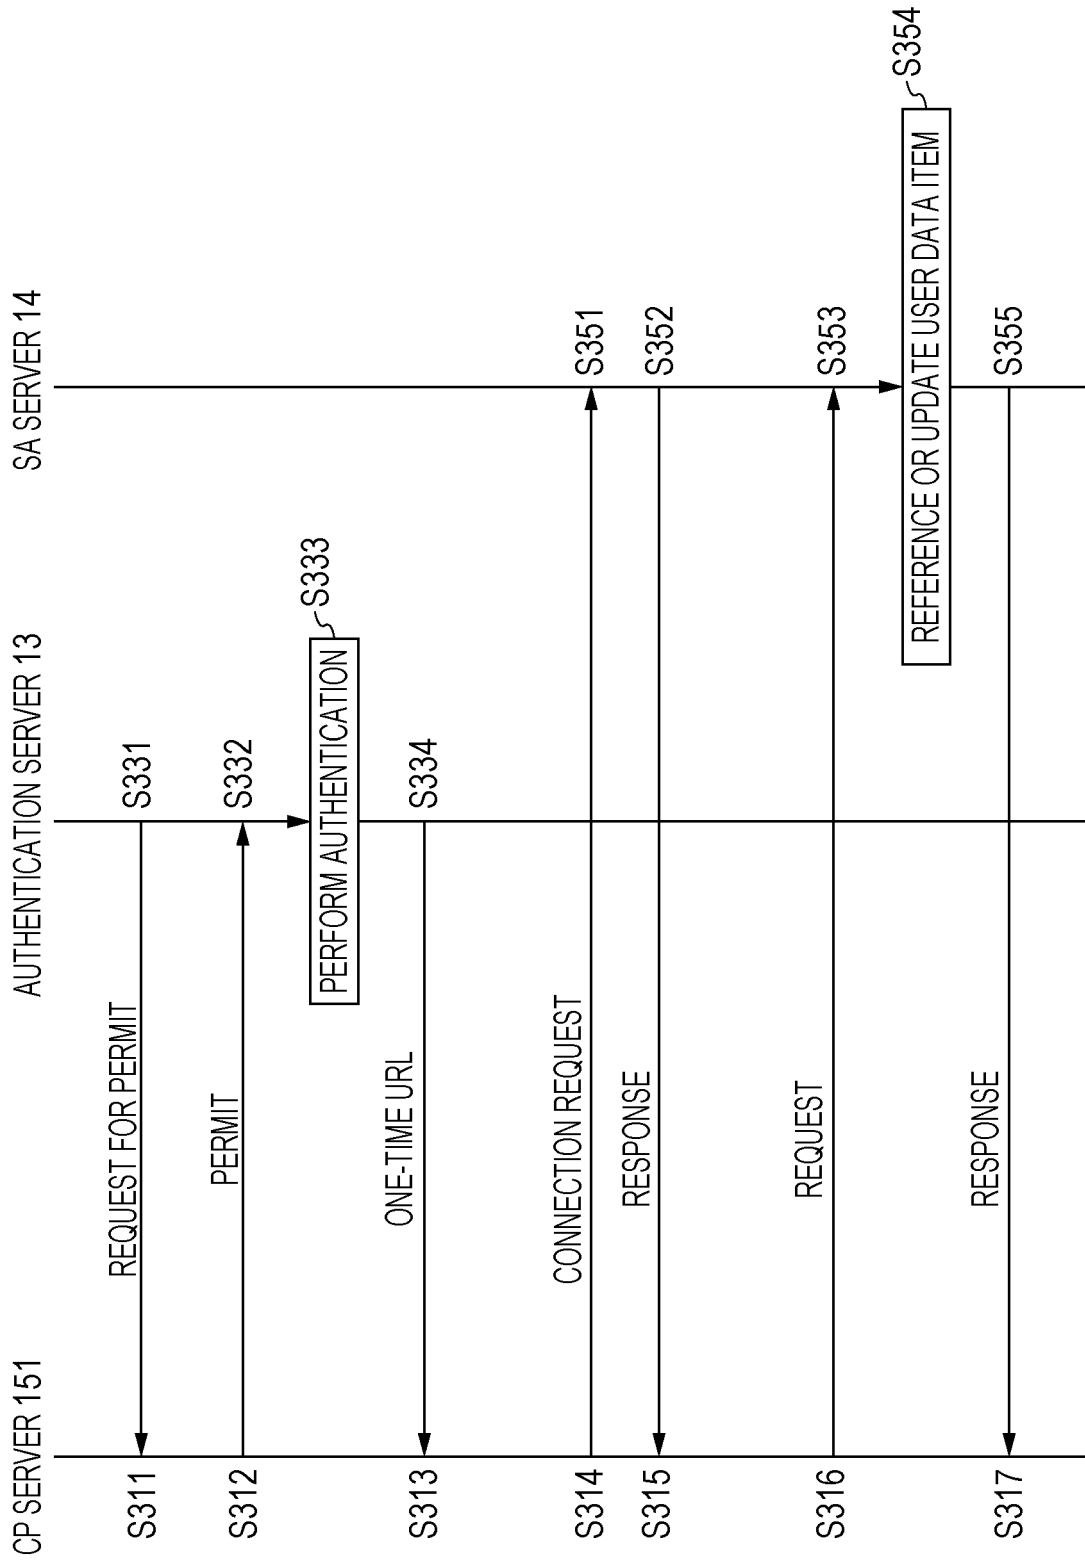 CP SERVER 151
AUTHENTICATION SERVER 13
SA SERVER 14
S311
REQUEST FOR PERMIT
S331
S312
PERMIT
S332
PERFORM AUTHENTICATION
S333
S313
ONE-TIME URL
S334
S314
CONNECTION REQUEST
S351
S315
RESPONSE
S352
S316
REQUEST
S353
REFERENCE OR UPDATE USER DATA ITEM
S354
S317
RESPONSE
S355